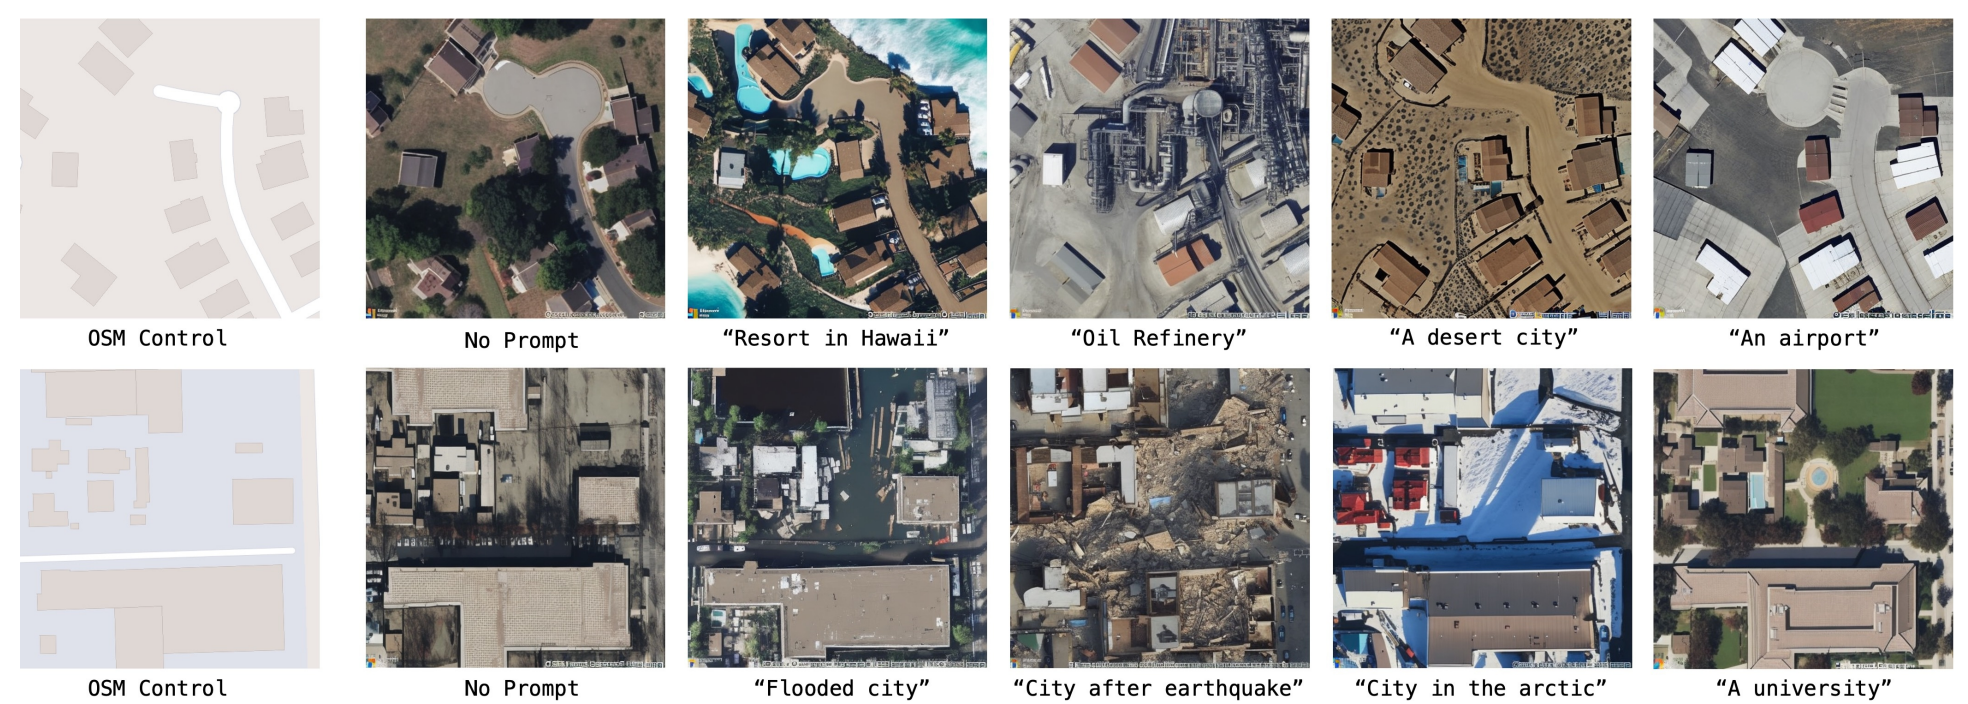 OSM Control
No Prompt
“Resort in Hawaii”
“Oil Refinery”
“A desert city”
“An airport”
OSM Control
No Prompt
“Flooded city”
“City after earthquake”
“City in the arctic”
“A university”